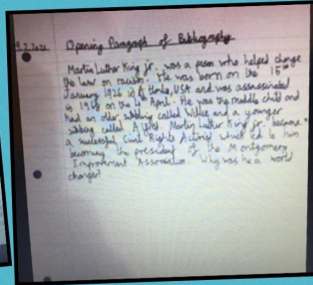 9.2.2021 Opening Paragraph of Bibliography
Martin Luther King jr. was a person who helped change
the law on racism. He was born on the 15th of
January 1926 in Atlanta, USA and was assassinated
in 1968 on the 4th April. He was the middle child and
had an older sibling called Willie and a younger
sibling called Alfred. Martin Luther King jr. became
a successful Civil Rights Activist which led to him
becoming the president of the Montgomery
Improvement Association. Why was he a world
changer?